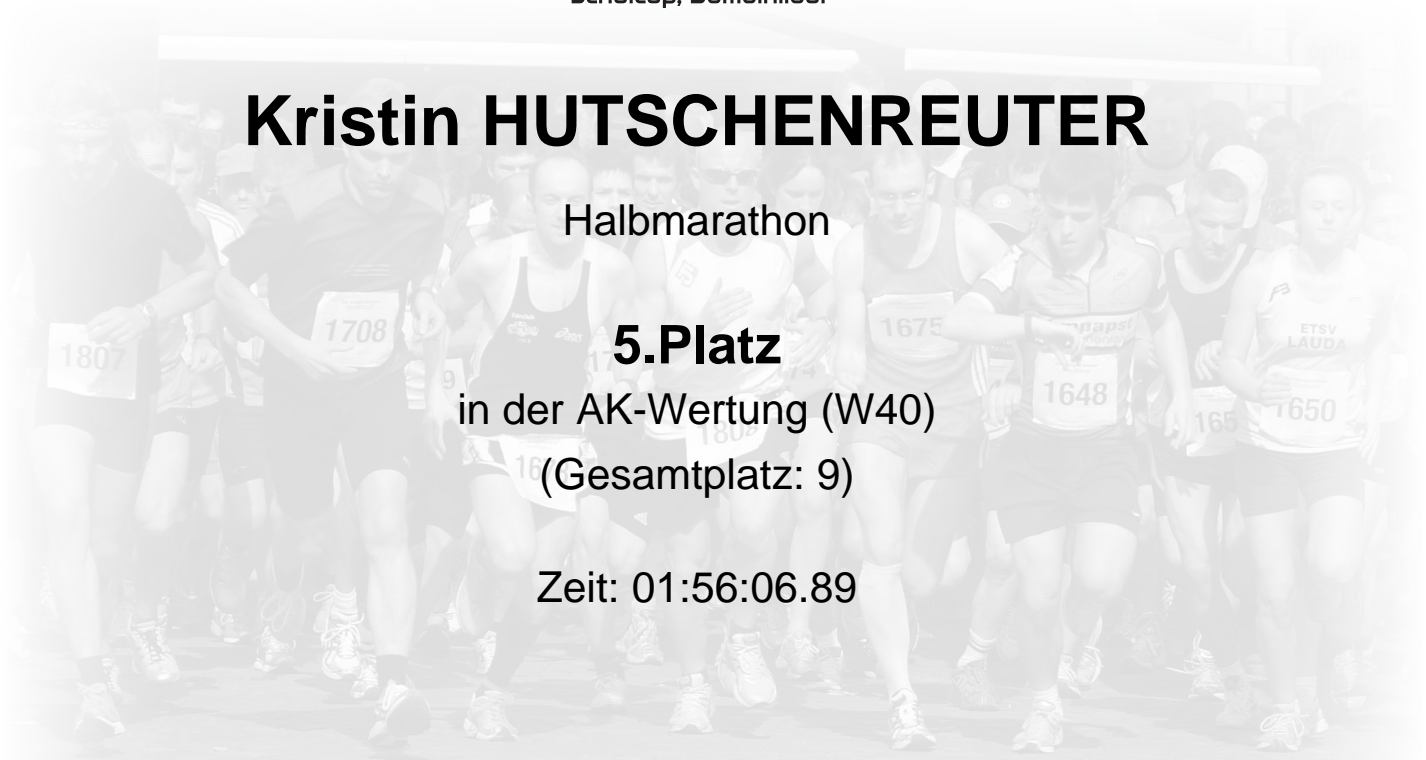 Kristin HUTSCHENREUTER
Halbmarathon
5.Platz
in der AK-Wertung (W40)
(Gesamtplatz: 9)
Zeit: 01:56:06.89
1807
1708
1675
1648
1650
ETSV
LAUDA